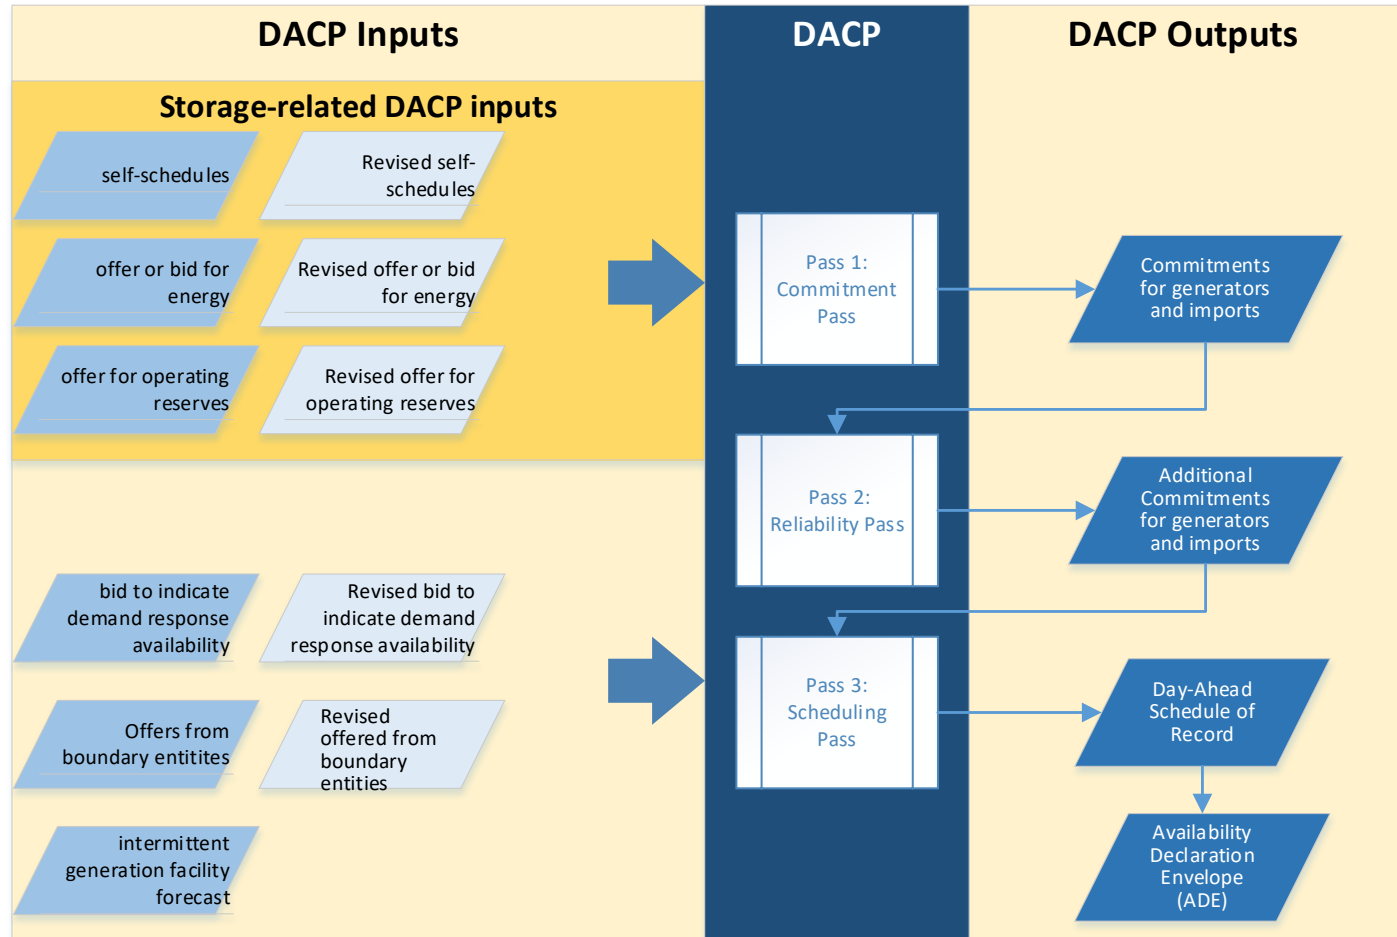 DACP Inputs
DACP
DACP Outputs
Storage-related DACP inputs
self-schedules
Revised self-
schedules
offer or bid for
energy
Revised offer or bid
for energy
offer for operating
reserves
Revised offer for
operating reserves
bid to indicate
demand response
availability
Revised bid to
indicate demand
response availability
Offers from
boundary entitites
Revised
offered from
boundary
entities
intermittent
generation facility
forecast
Pass 1:
Commitment
Pass
Commitments
for generators
and imports
Pass 2:
Reliability Pass
Additional
Commitments
for generators
and imports
Pass 3:
Scheduling
Pass
Day-Ahead
Schedule of
Record
Availability
Declaration
Envelope
(ADE)